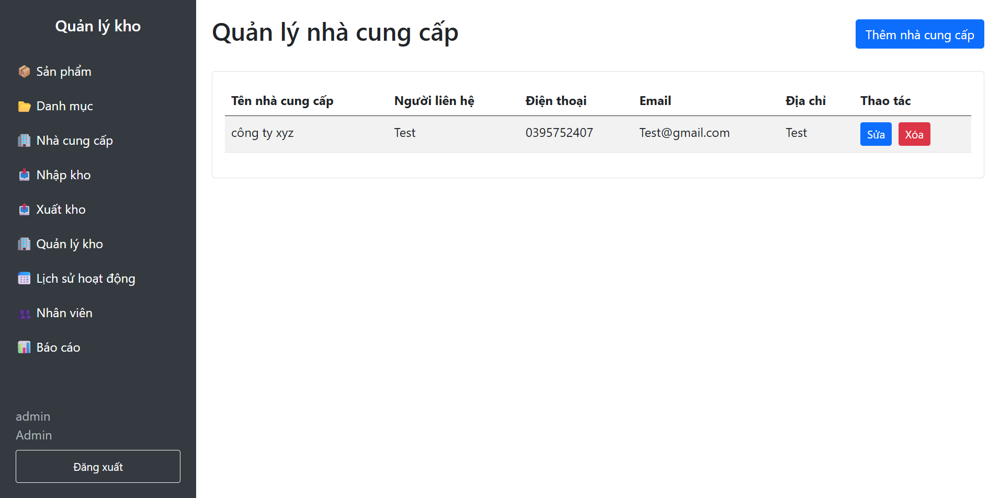 Quản lý kho
Sản phẩm
Danh mục
Nhà cung cấp
Nhập kho
Xuất kho
Quản lý kho
Lịch sử hoạt động
Nhân viên
Báo cáo
admin
Admin
Đăng xuất
Quản lý nhà cung cấp
Thêm nhà cung cấp
Tên nhà cung cấp Người liên hệ Điện thoại Email Địa chỉ Thao tác
công ty xyz Test 0395752407 Test@gmail.com Test Sửa Xóa